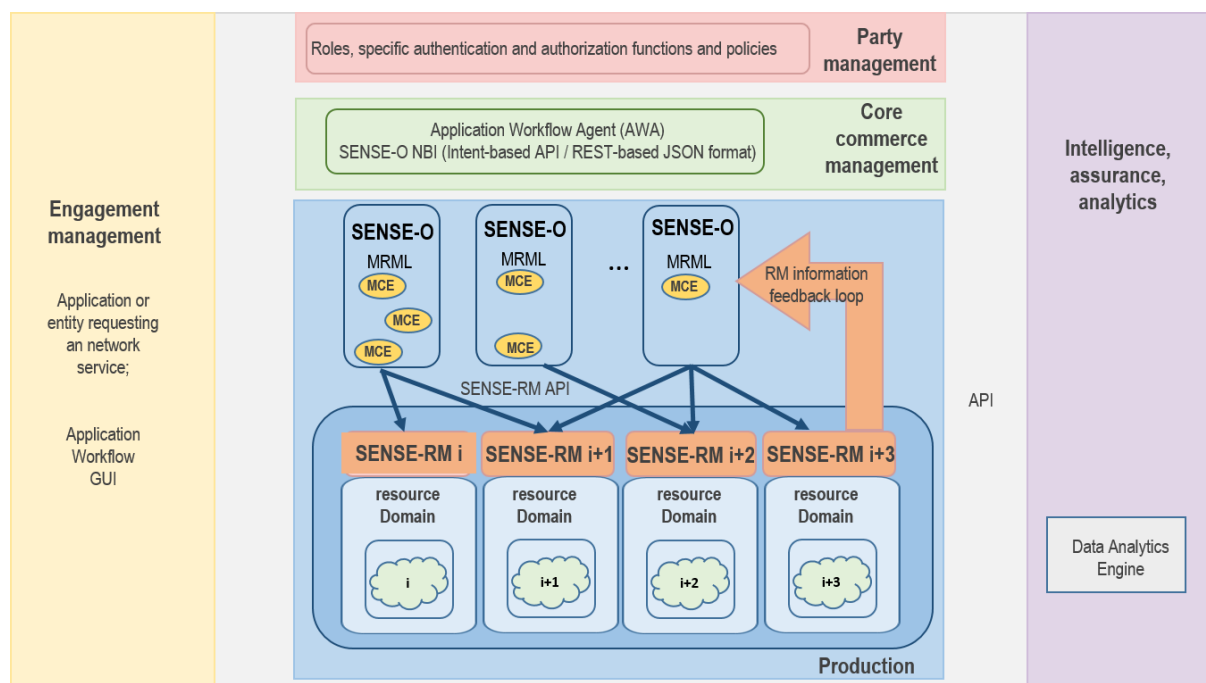 Roles, specific authentication and authorization functions and policies
Party
management
Application Workflow Agent (AWA)
SENSE-O NBI (Intent-based API / REST-based JSON format)
Core
commerce
management
Engagement
management
Application or
entity requesting
an network
service;
Application
Workflow
GUI
SENSE-O
MRML
MCE
MCE
MCE
SENSE-O
MRML
MCE
MCE
...
SENSE-O
MRML
MCE
RM information
feedback loop
SENSE-RM API
SENSE-RM i
SENSE-RM i+1
SENSE-RM i+2
SENSE-RM i+3
resource
Domain
i
resource
Domain
i+1
resource
Domain
i+2
resource
Domain
i+3
Production
API
Intelligence,
assurance,
analytics
Data Analytics
Engine